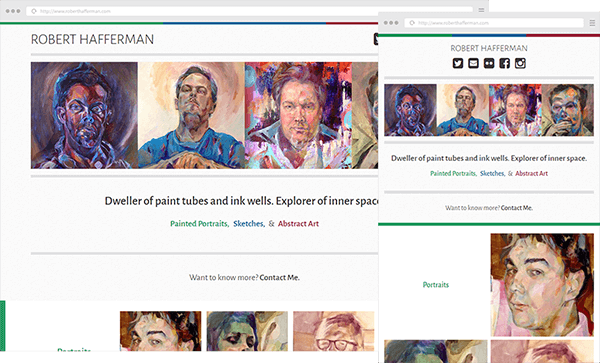 http://www.roberthafferman.com
ROBERT HAFFERMAN
Dweller of paint tubes and ink wells. Explorer of inner space
Painted Portraits, Sketches, & Abstract Art
Want to know more? Contact Me.
Portraits
http://www.roberthafferman.com
ROBERT HAFFERMAN
Dweller of paint tubes and ink wells. Explorer of inner space.
Painted Portraits, Sketches, & Abstract Art
Want to know more? Contact Me.
Portraits